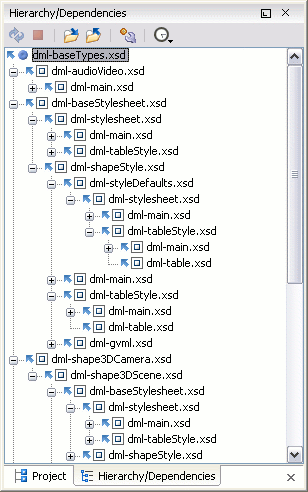 Hierarchy/Dependencies
dml-baseTypes.xsd
dml-audioVideo.xsd
dml-main.xsd
dml-baseStylesheet.xsd
dml-stylesheet.xsd
dml-main.xsd
dml-tableStyle.xsd
dml-shapeStyle.xsd
dml-styleDefaults.xsd
dml-stylesheet.xsd
dml-main.xsd
dml-tableStyle.xsd
dml-main.xsd
dml-table.xsd
dml-main.xsd
dml-tableStyle.xsd
dml-main.xsd
dml-table.xsd
dml-gvml.xsd
dml-shape3DCamera.xsd
dml-shape3DScene.xsd
dml-baseStylesheet.xsd
dml-stylesheet.xsd
dml-main.xsd
dml-tableStyle.xsd
dml-shapeStyle.xsd
Project Hierarchy/Dependencies